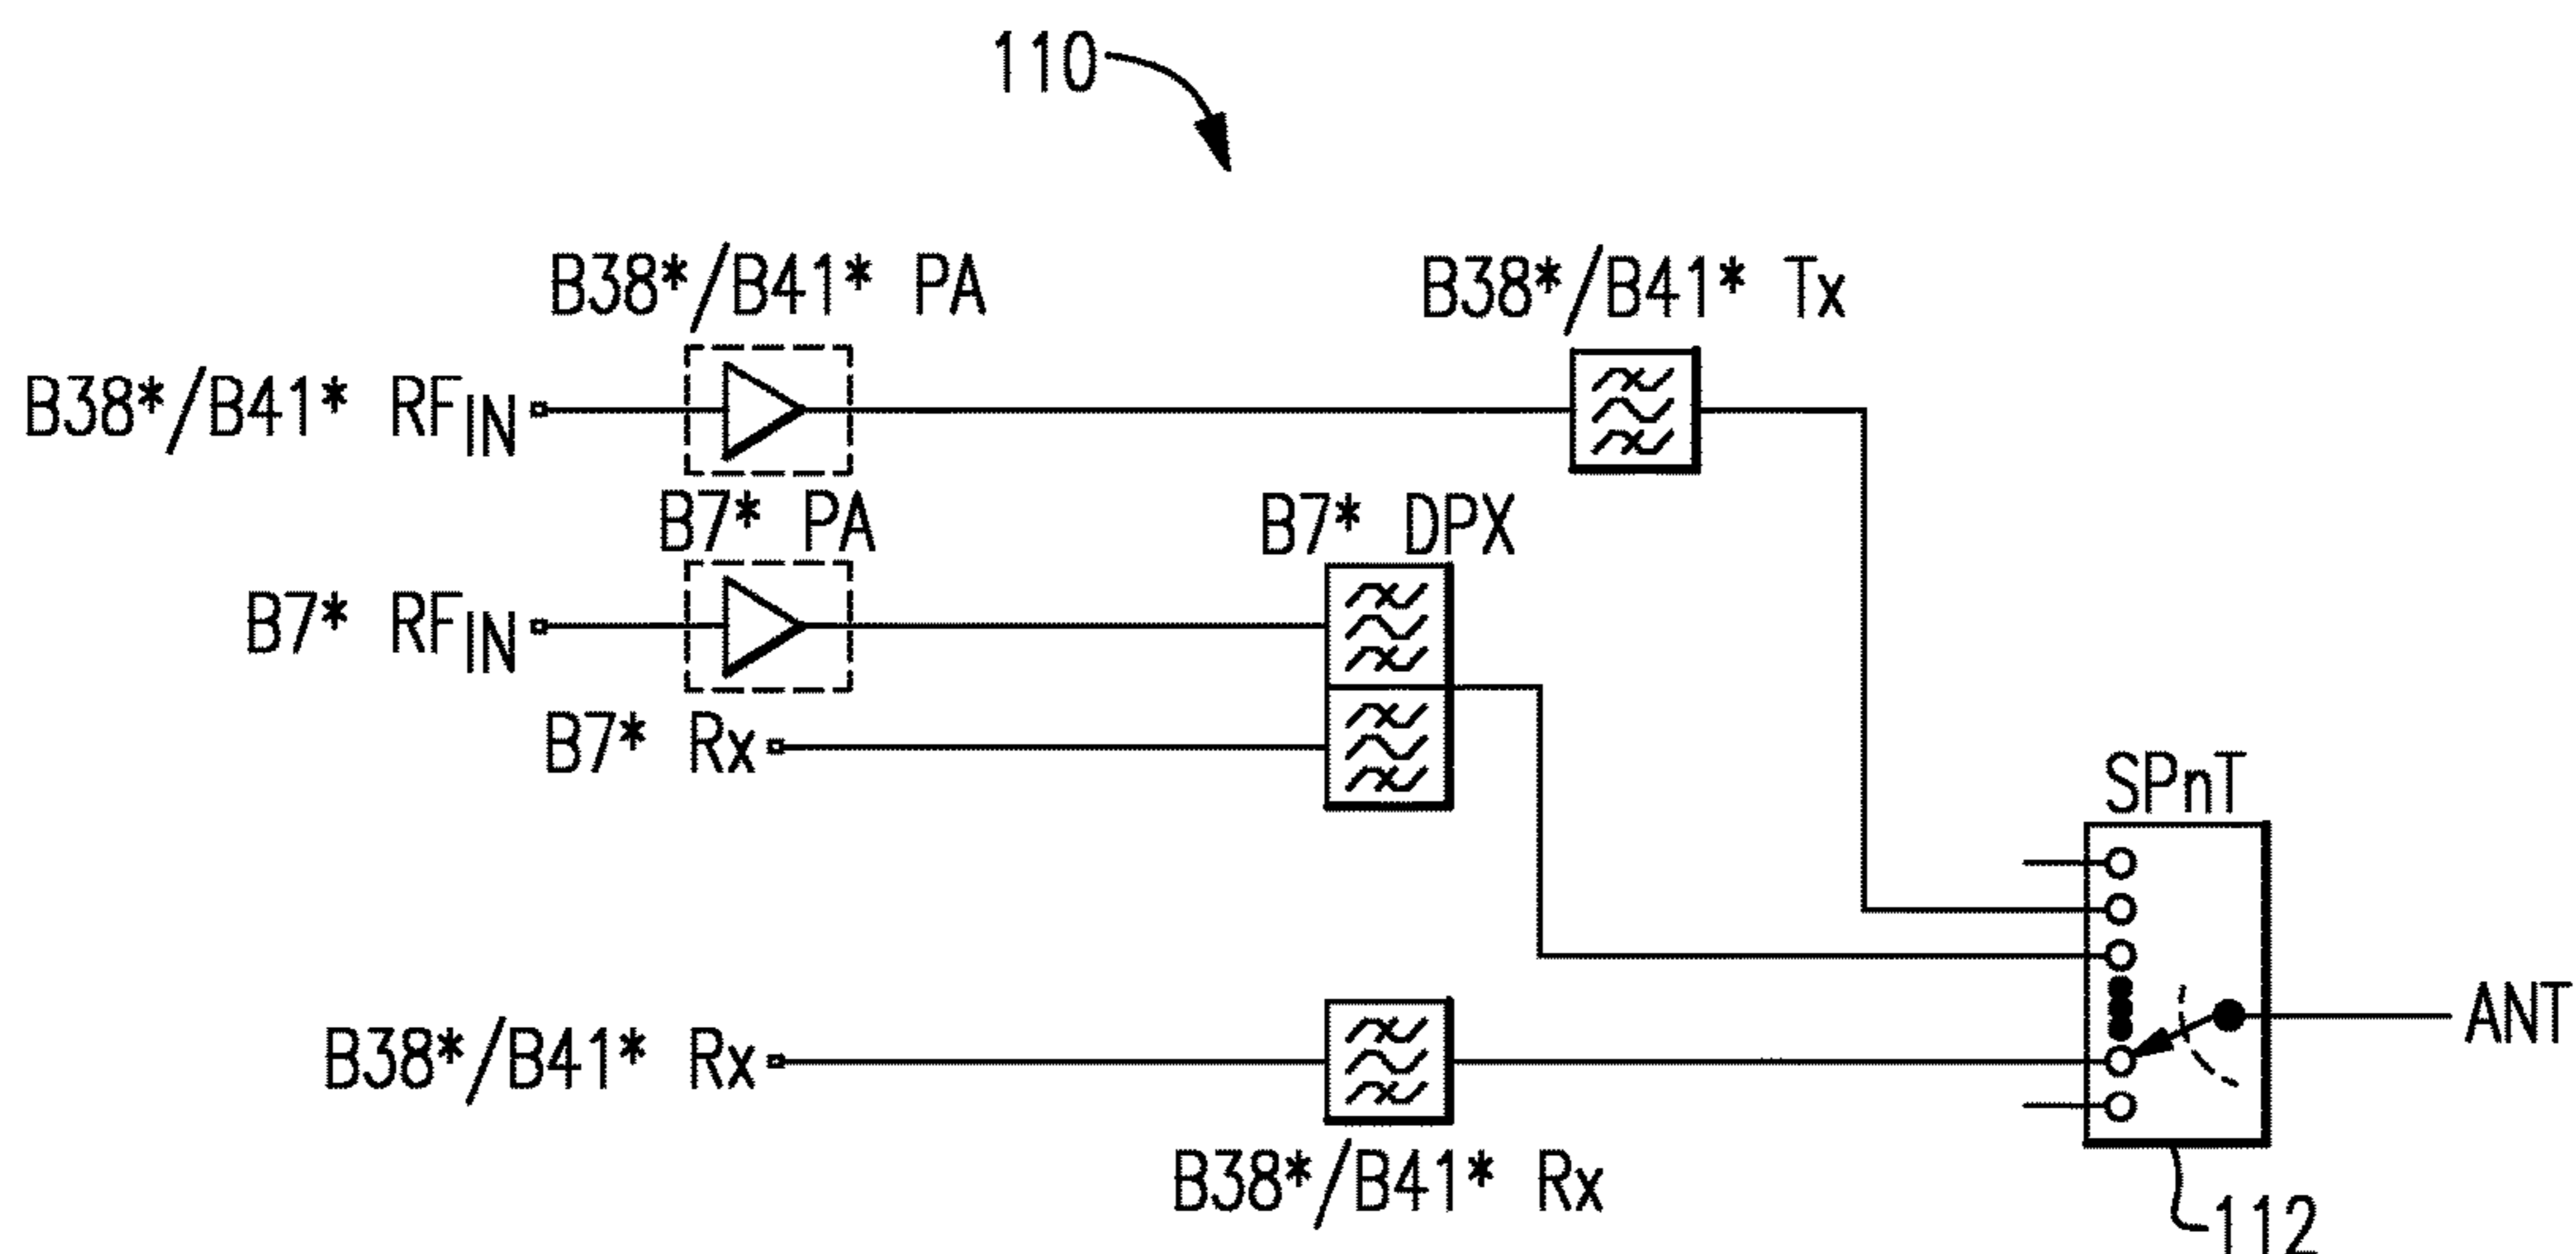 110
B38*/B41* PA
B38*/B41* Tx
B38*/B41* RFIN
B7* PA
B7* DPX
B7* RFIN
B7* Rx
SPnT
ANT
B38*/B41* Rx
B38*/B41* Rx
112